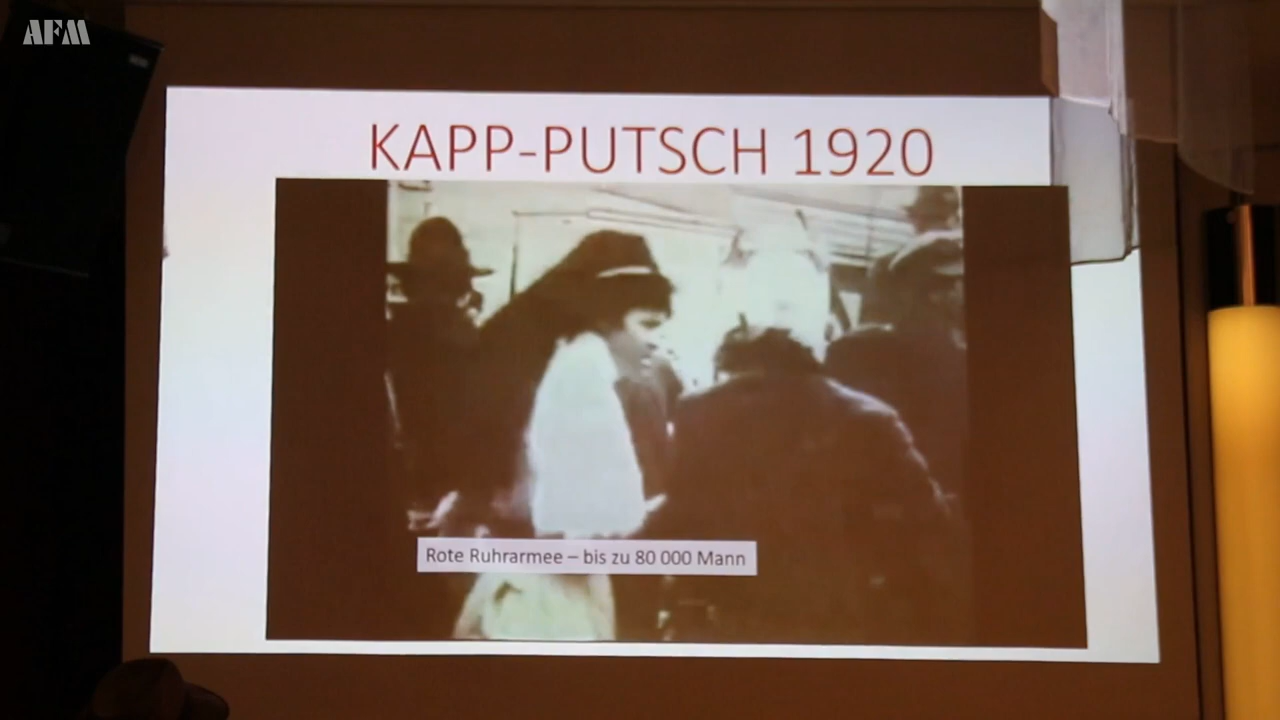 AFM
KAPP-PUTSCH 1920
Rote Ruhrarmee – bis zu 80 000 Mann